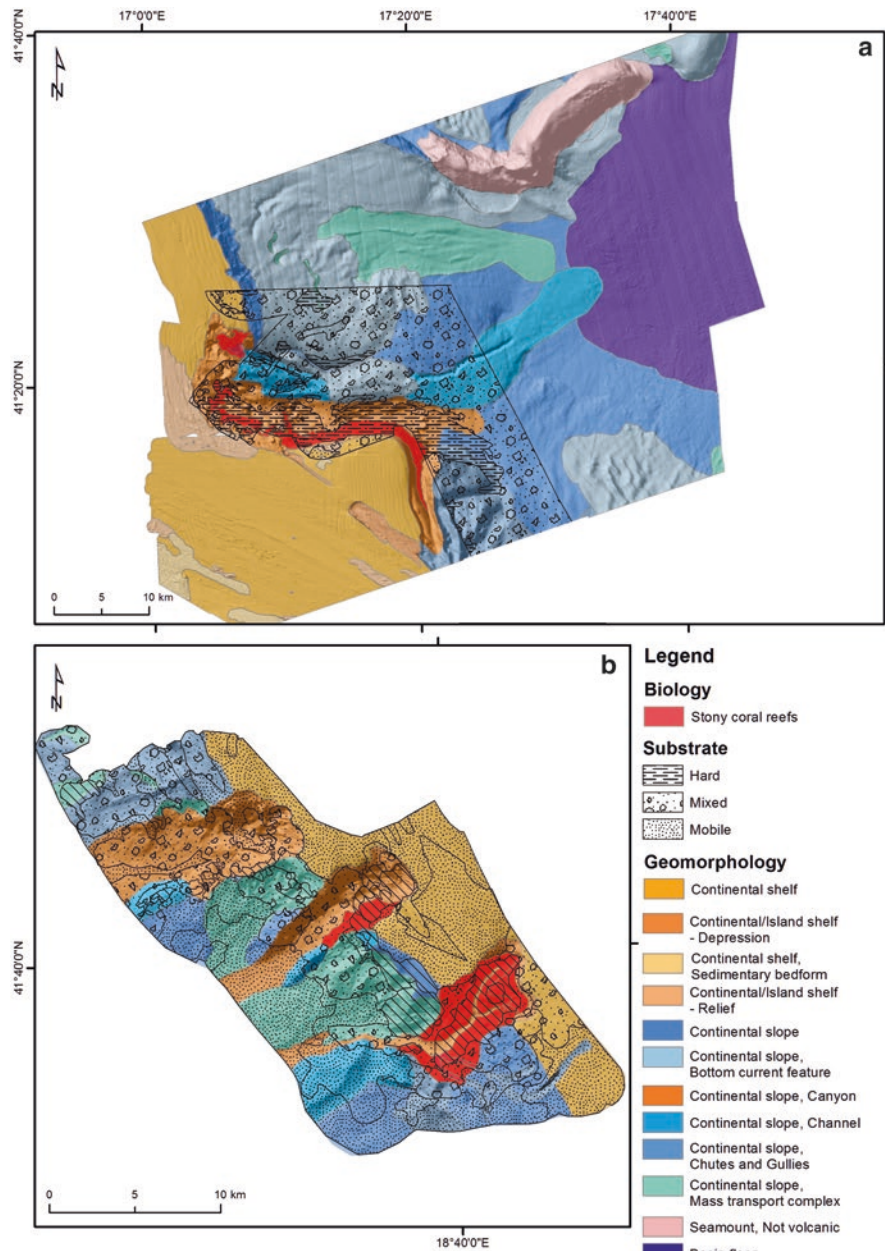 17°0'0"E
17°20'0"E
17°40'0"E
41°40'0"N
a
N
41°20'0"N
0 5 10 km
b
N
41°40'0"N
0 5 10 km
18°40'0"E
Legend
Biology
Stony coral reefs
Substrate
Hard
Mixed
Mobile
Geomorphology
Continental shelf
Continental/Island shelf
- Depression
Continental shelf,
Sedimentary bedform
Continental/Island shelf
- Relief
Continental slope
Continental slope,
Bottom current feature
Continental slope, Canyon
Continental slope, Channel
Continental slope,
Chutes and Gullies
Continental slope,
Mass transport complex
Seamount, Not volcanic